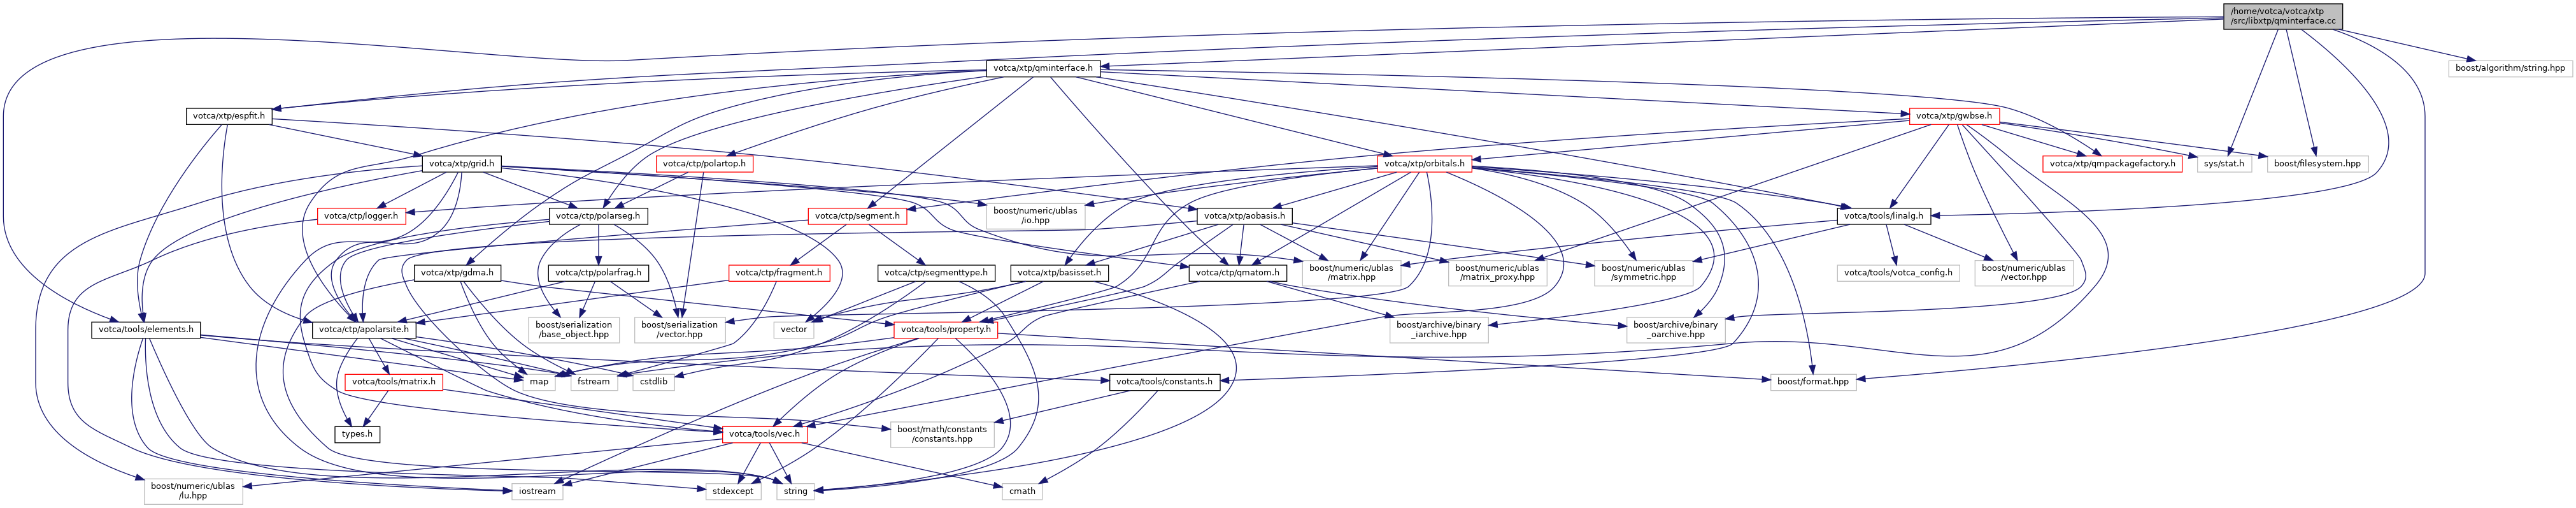 /home/votca/votca/xtp
/src/libxtp/qminterface.cc
votca/xtp/qminterface.h
boost/algorithm/string.hpp
votca/xtp/espfit.h
votca/xtp/gwbse.h
votca/xtp/grid.h
votca/ctp/polartop.h
votca/xtp/orbitals.h
votca/xtp/qmpackagefactory.h
sys/stat.h
boost/filesystem.hpp
votca/ctp/logger.h
votca/ctp/polarseg.h
votca/ctp/segment.h
boost/numeric/ublas
/io.hpp
votca/xtp/aobasis.h
votca/tools/linalg.h
votca/xtp/gdma.h
votca/ctp/polarfrag.h
votca/ctp/fragment.h
votca/ctp/segmenttype.h
votca/xtp/basisset.h
votca/ctp/qmatom.h
boost/numeric/ublas
/matrix.hpp
boost/numeric/ublas
/matrix_proxy.hpp
boost/numeric/ublas
/symmetric.hpp
votca/tools/votca_config.h
boost/numeric/ublas
/vector.hpp
votca/tools/elements.h
votca/ctp/apolarsite.h
boost/serialization
/base_object.hpp
boost/serialization
/vector.hpp
vector
votca/tools/property.h
boost/archive/binary
_iarchive.hpp
boost/archive/binary
_oarchive.hpp
votca/tools/matrix.h
map
fstream
cstdlib
votca/tools/constants.h
boost/format.hpp
types.h
votca/tools/vec.h
boost/math/constants
/constants.hpp
boost/numeric/ublas
/lu.hpp
iostream
stdexcept
string
cmath